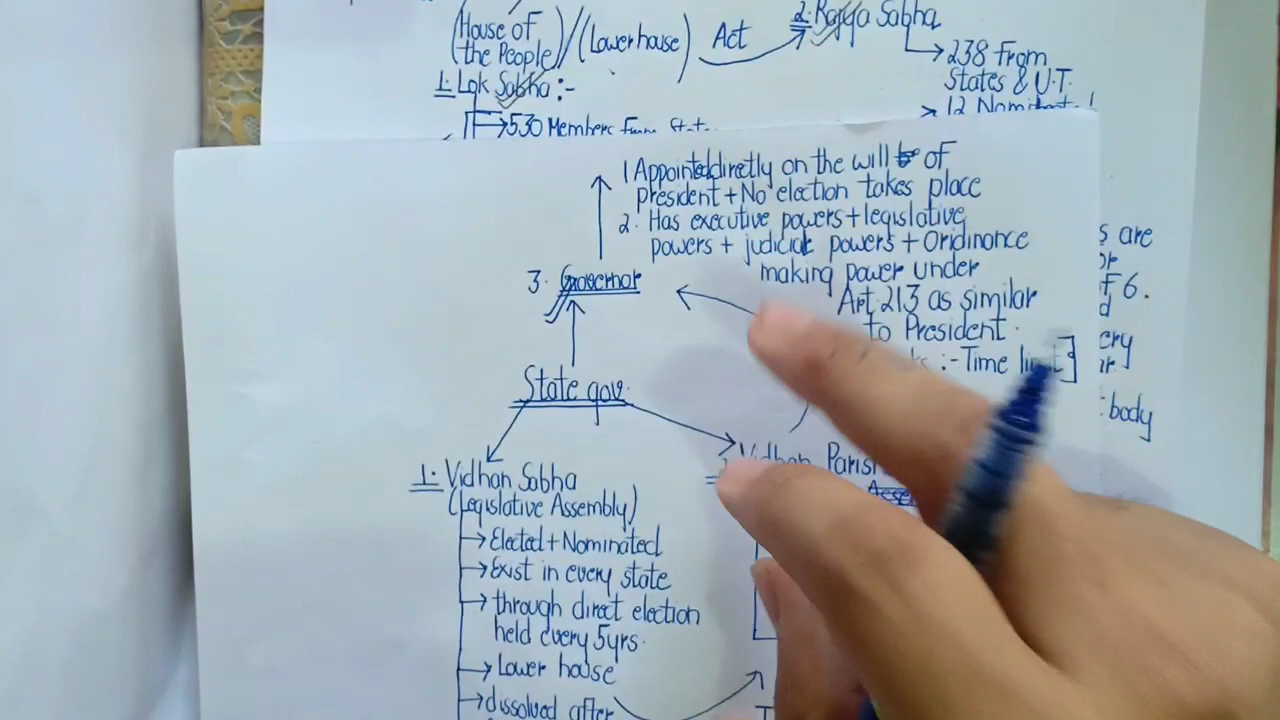 (House of the People)/(Lower house) Act
2. Rajya Sabha
→ 238 From
States & U.T.
1. Lok Sabha :-
→ 530 Members From
→ 12
1 Appointed directly on the will of
president + No election takes place
2. Has executive powers + legislative
powers + judicial powers + Oridinance
making power under
Art. 213 as similar
to President.
:- Time limit
3. Governor
State gov.
s are
of 6.
body
1. Vidhan Sabha
(Legislative Assembly)
→ Elected + Nominated
→ Exist in every state
→ through direct election
held every 5yrs.
→ Lower house
→ dissolved after
Vidhan